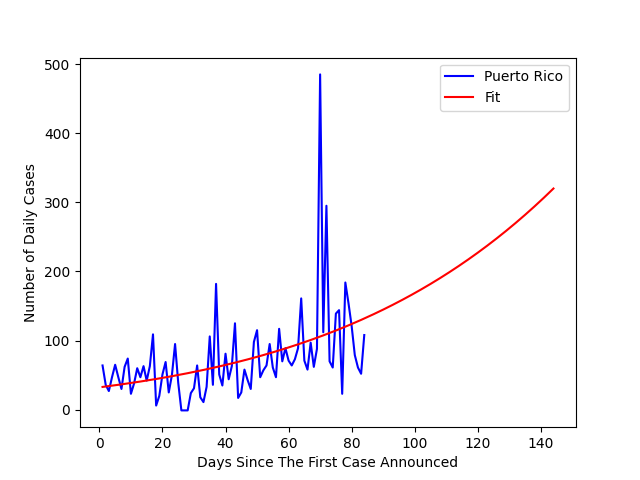 Puerto Rico
Fit
500
400
300
200
100
0
Number of Daily Cases
0 20 40 60 80 100 120 140
Days Since The First Case Announced